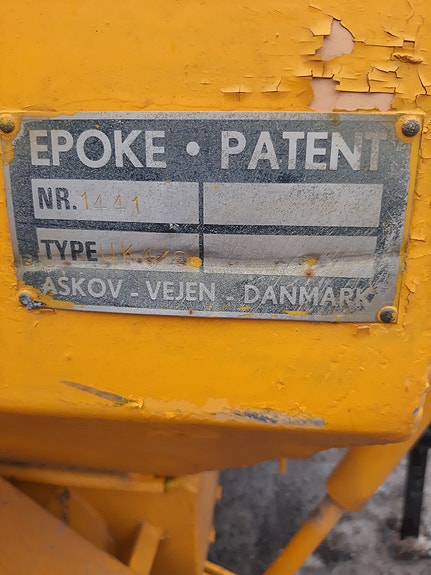 EPOKE • PATENT
NR. 1441
TYPE
ASKOV - VEJEN - DANMARK